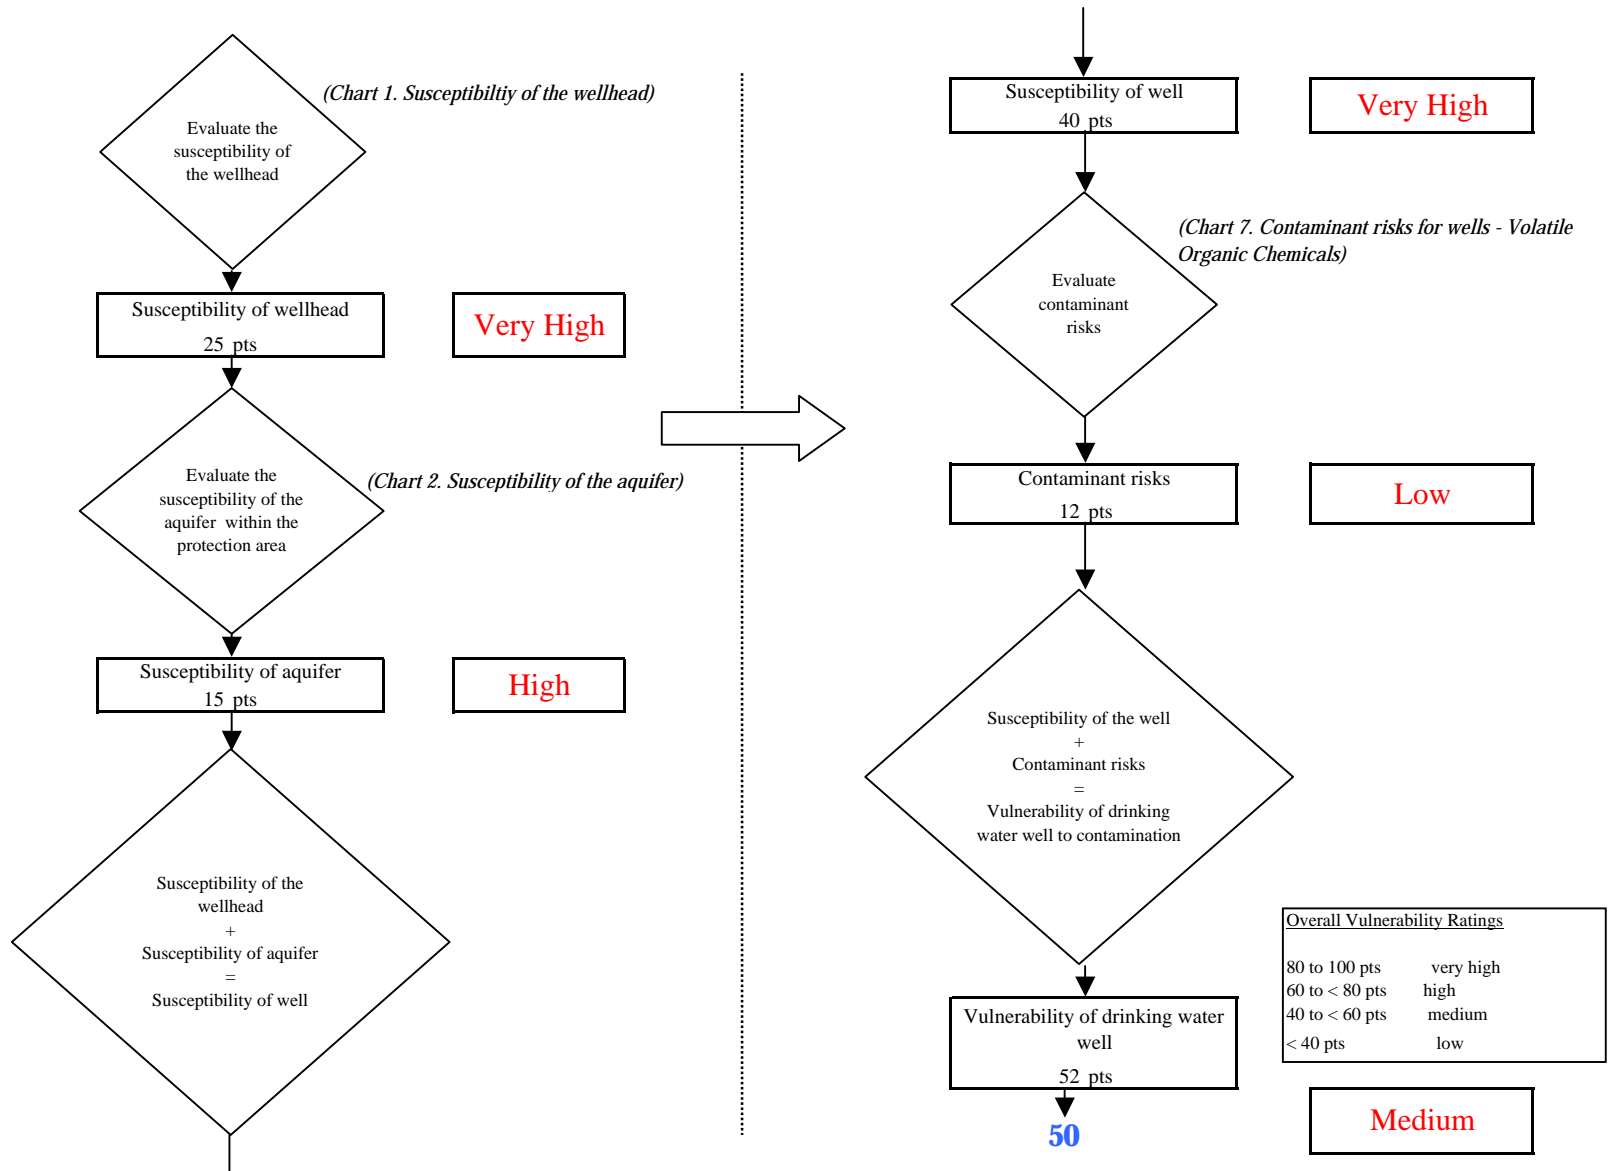 (Chart 1. Susceptibiltiy of the wellhead)
Evaluate the
susceptibility of
the wellhead
Susceptibility of wellhead
25 pts
Very High
Evaluate the
susceptibility of the
aquifer within the
protection area
(Chart 2. Susceptibility of the aquifer)
Susceptibility of aquifer
15 pts
High
Susceptibility of the
wellhead
+
Susceptibility of aquifer
=
Susceptibility of well
Susceptibility of well
40 pts
Very High
(Chart 7. Contaminant risks for wells - Volatile
Organic Chemicals)
Evaluate
contaminant
risks
Contaminant risks
12 pts
Low
Susceptibility of the well
+
Contaminant risks
=
Vulnerability of drinking
water well to contamination
Overall Vulnerability Ratings
80 to 100 pts very high
60 to < 80 pts high
40 to < 60 pts medium
< 40 pts low
Vulnerability of drinking water
well
52 pts
50
Medium